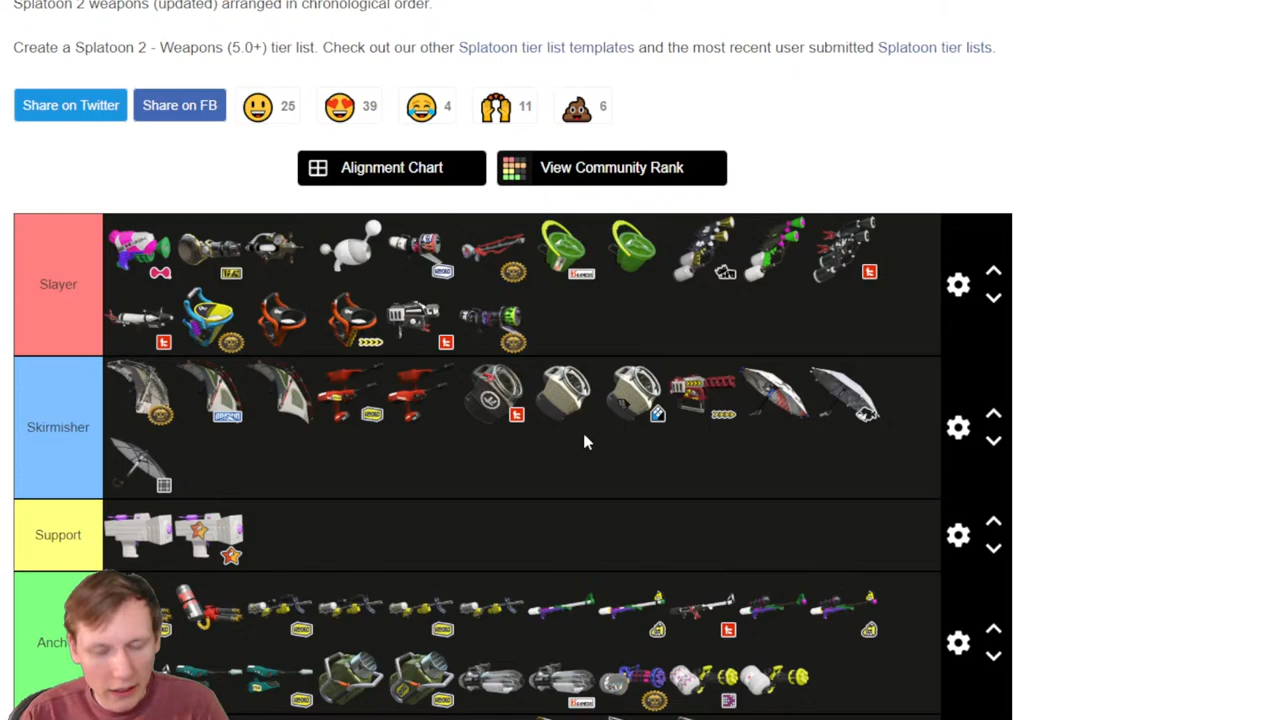 Splatoon 2 weapons (updated) arranged in chronological order.
Create a Splatoon 2 - Weapons (5.0+) tier list. Check out our other Splatoon tier list templates and the most recent user submitted Splatoon tier lists.
Share on Twitter
Share on FB
25
39
4
11
6
Alignment Chart
View Community Rank
Slayer
Skirmisher
Support
Anch